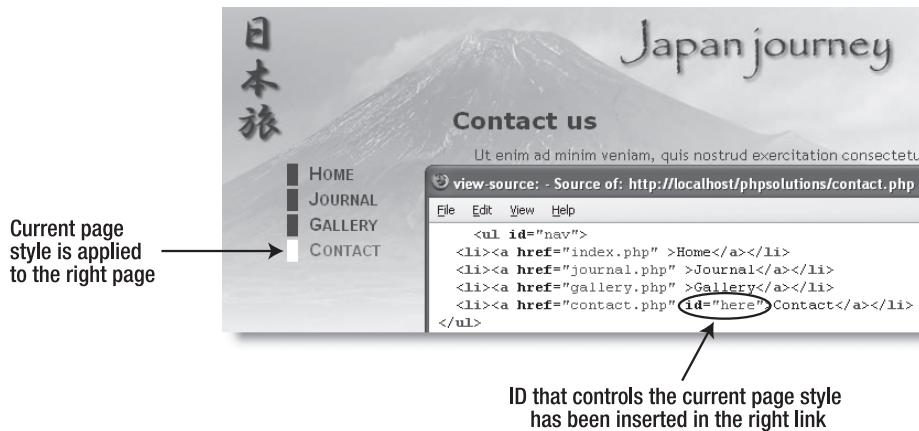 日
本
旅
Japan journey
Contact us
Ut enim ad minim veniam, quis nostrud exercitation consectetu
HOME
JOURNAL
GALLERY
CONTACT
view-source: - Source of: http://localhost/phpsolutions/contact.php
File Edit View Help
<ul id="nav">
<li><a href="index.php" >Home</a></li>
<li><a href="journal.php" >Journal</a></li>
<li><a href="gallery.php" >Gallery</a></li>
<li><a href="contact.php" id="here">Contact</a></li>
</ul>
Current page
style is applied
to the right page
ID that controls the current page style
has been inserted in the right link